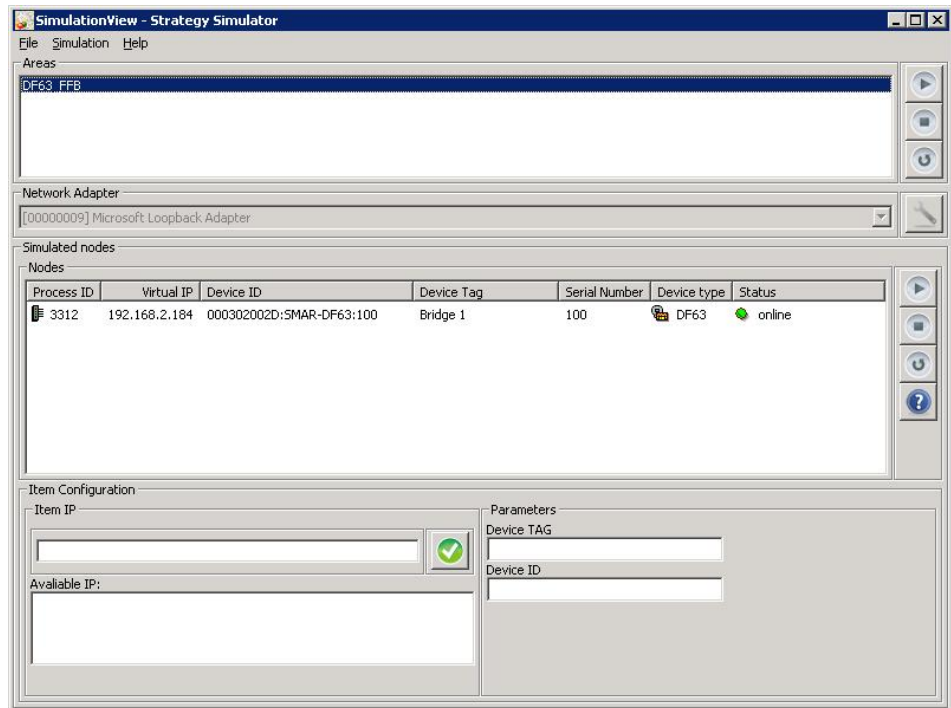 SimulationView - Strategy Simulator
File Simulation Help
Areas
DF63 FFB
Network Adapter
[00000009] Microsoft Loopback Adapter
Simulated nodes
Nodes
Process ID Virtual IP Device ID Device Tag Serial Number Device type Status
3312 192.168.2.184 000302002D:SMAR-DF63:100 Bridge 1 100 DF63 online
Item Configuration
Item IP
Parameters
Device TAG
Device ID
Avaliable IP: